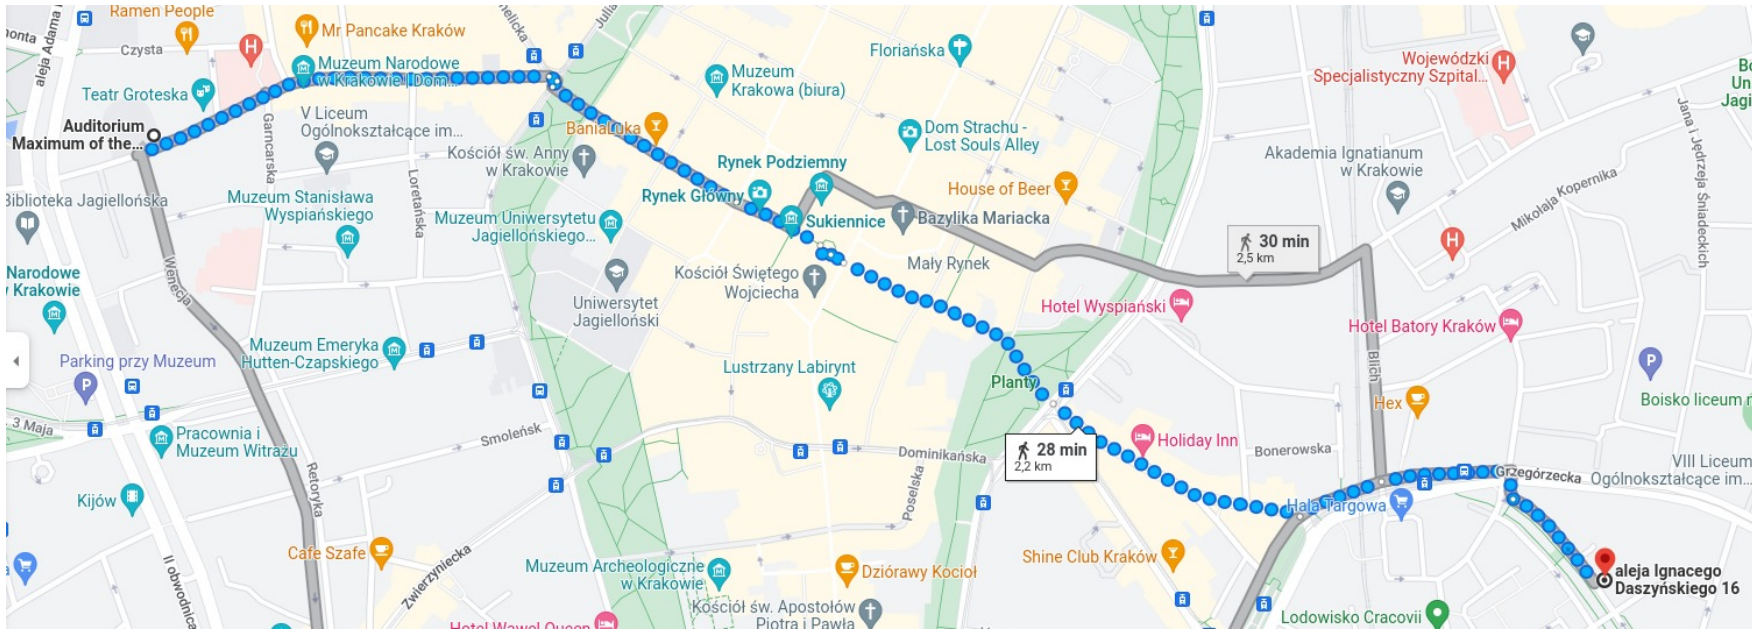 Ramen People
Mr Pancake Kraków
Czysta
aleja Adama
Muzeum Narodowe
w Krakowie | Dom...
Teatr Groteska
Auditorium
Maximum of the...
V Liceum
Ogólnokształcące im...
Garncarska
Loretańska
Biblioteka Jagiellońska
Muzeum Stanisława
Wyspiańskiego
Wenecja
Narodowe
Krakowie
Parking przy Muzeum
P
Muzeum Emeryka
Hutten-Czapskiego
3 Maja
Pracownia i
Muzeum Witrażu
Smoleńsk
Retoryka
Kijów
Cafe Szafe
Zwierzyniecka
II obwodnica
Hotel Wawel Queen
Floriańska
Muzeum
Krakowa (biura)
BaniaLuka
Kościół św. Anny
w Krakowie
Dom Strachu -
Lost Souls Alley
Rynek Podziemny
Rynek Główny
Sukiennice
House of Beer
Bazylika Mariacka
Muzeum Uniwersytetu
Jagiellońskiego...
Kościół Świętego
Wojciecha
Mały Rynek
Uniwersytet
Jagielloński
Lustrzany Labirynt
Planty
Dominikańska
Poselska
Muzeum Archeologiczne
w Krakowie
Dziórawy Kocioł
Kościół św. Apostołów
Piotra i Pawła
Wojewódzki
Specjalistyczny Szpital...
Akademia Ignatianum
w Krakowie
Mikołaja Kopernika
Jana i Jędrzeja Śniadeckich
30 min
2,5 km
Hotel Wyspiański
Hotel Batory Kraków
Blich
P
Hex
Boisko liceum
28 min
2,2 km
Holiday Inn
Bonerowska
Grzegórzecka
VIII Liceum
Ogólnokształcące im...
Hala Targowa
Shine Club Kraków
aleja Ignacego
Daszyńskiego 16
Lodowisko Cracovii